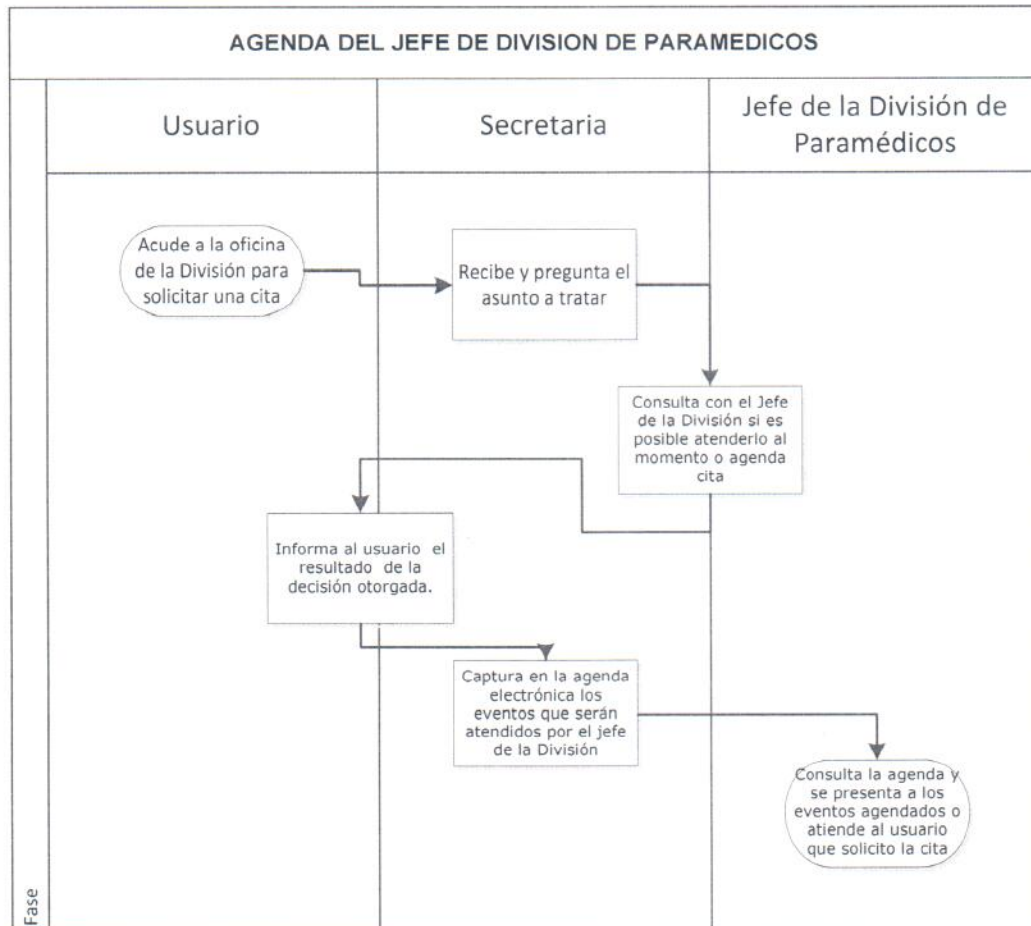 AGENDA DEL JEFE DE DIVISION DE PARAMEDICOS
Usuario
Secretaria
Jefe de la División de
Paramédicos
Acude a la oficina
de la División para
solicitar una cita
Recibe y pregunta el
asunto a tratar
Consulta con el Jefe
de la División si es
posible atenderlo al
momento o agenda
cita
Informa al usuario el
resultado de la
decisión otorgada.
Captura en la agenda
electrónica los
eventos que serán
atendidos por el jefe
de la División
Consulta la agenda y
se presenta a los
eventos agendados o
atiende al usuario
que solicito la cita
Fase